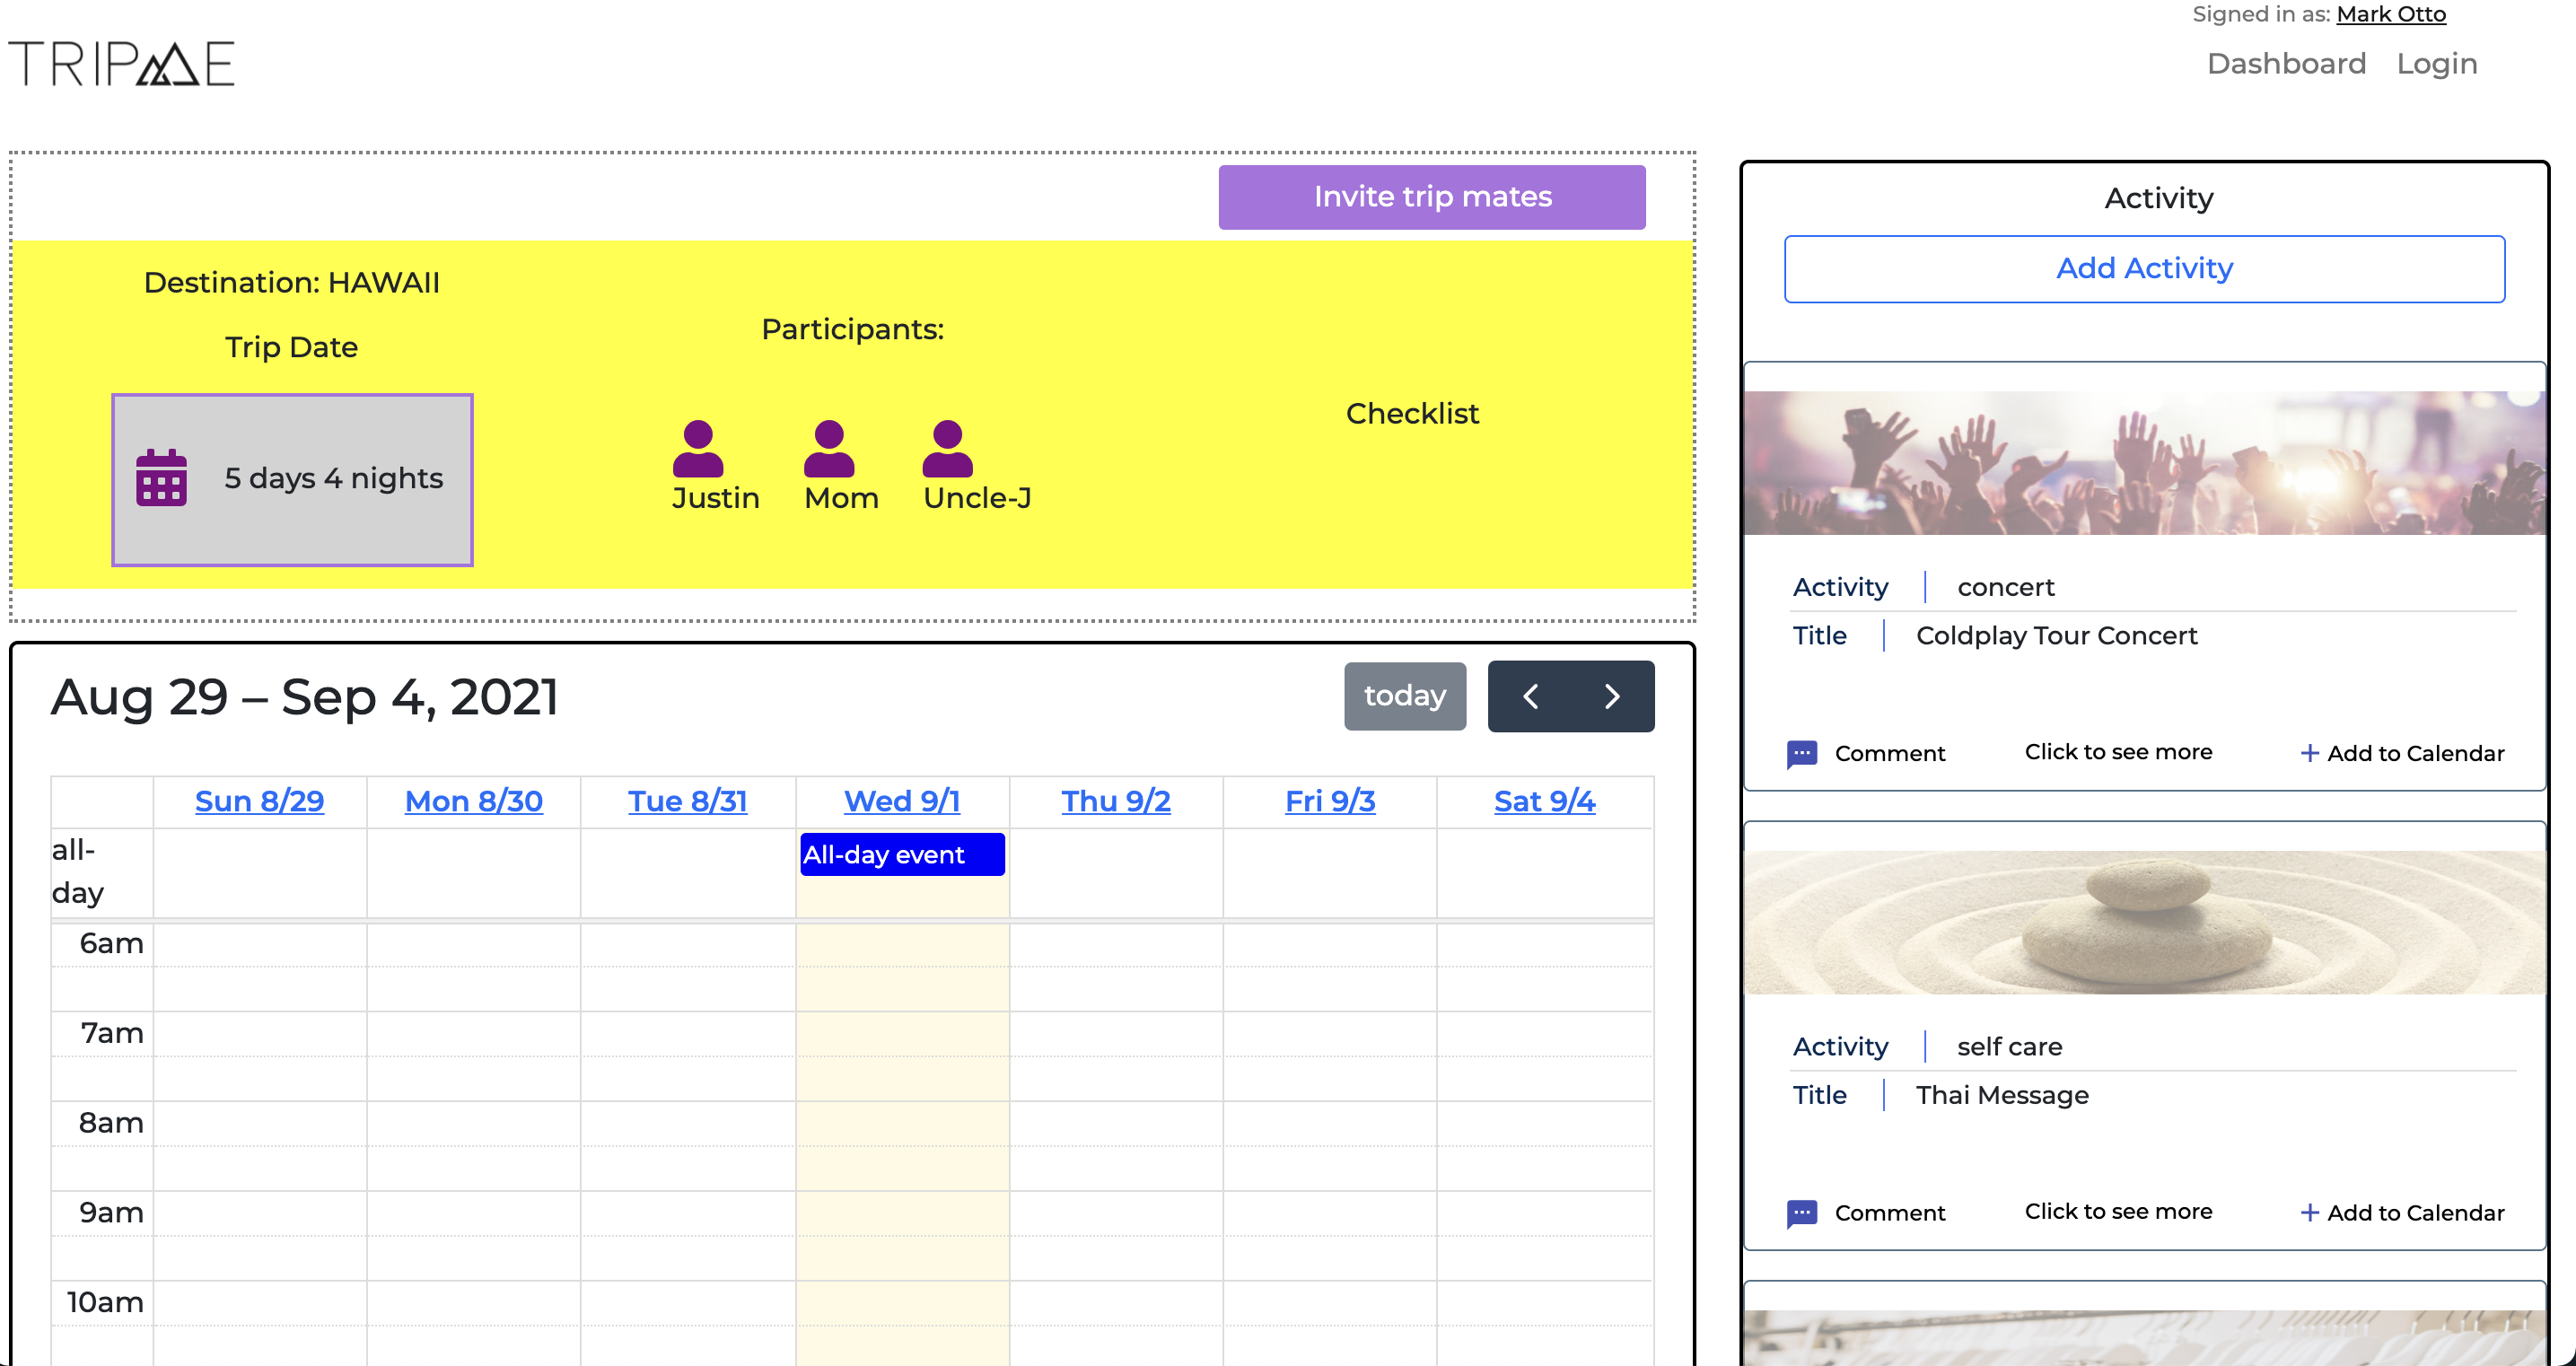 Signed in as: Mark Otto
TRIPME
Dashboard Login
Invite trip mates
Destination: HAWAII
Trip Date
5 days 4 nights
Participants:
Justin Mom Uncle-J
Checklist
Aug 29 – Sep 4, 2021
today
Sun 8/29 Mon 8/30 Tue 8/31 Wed 9/1 Thu 9/2 Fri 9/3 Sat 9/4
all-
day
All-day event
6am
7am
8am
9am
10am
Activity
Add Activity
Activity concert
Title Coldplay Tour Concert
Comment Click to see more + Add to Calendar
Activity self care
Title Thai Message
Comment Click to see more + Add to Calendar